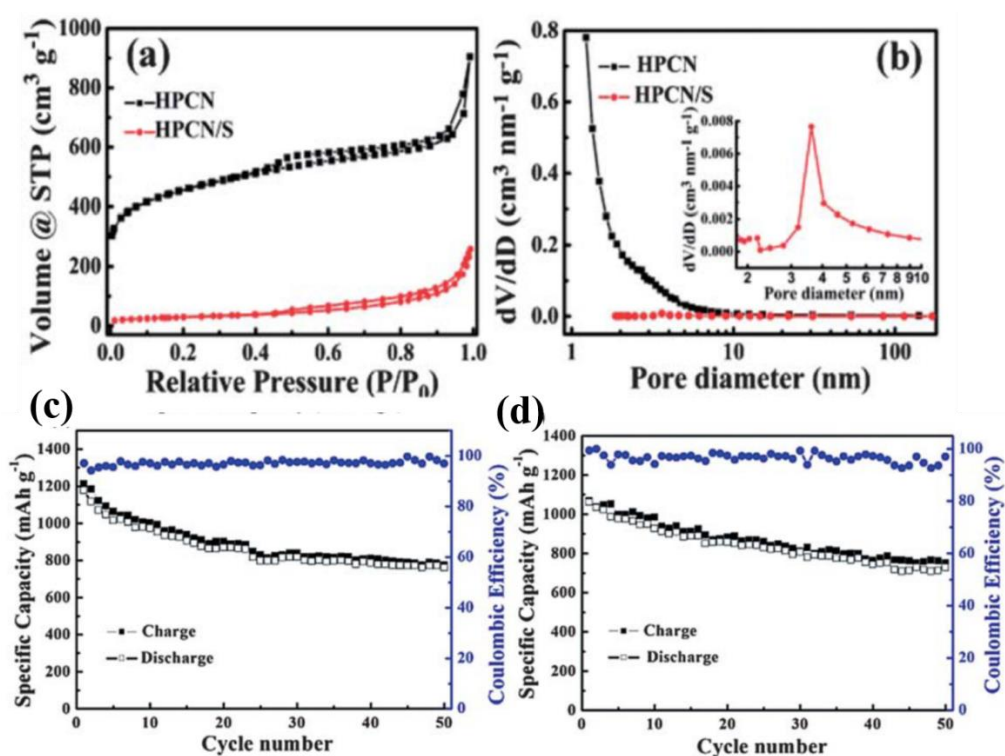 (a)
Volume @ STP (cm³ g⁻¹)
1000
800
600
400
200
0
HPCN
HPCN/S
0.0 0.2 0.4 0.6 0.8 1.0
Relative Pressure (P/P₀)
(b)
dV/dD (cm³ nm⁻¹ g⁻¹)
0.8
0.6
0.4
0.2
0.0
HPCN
HPCN/S
dV/dD (cm³ nm⁻¹ g⁻¹)
0.008
0.006
0.004
0.002
0.000
2 3 4 5 6 7 8 9 10
Pore diameter (nm)
1 10 100
Pore diameter (nm)
(c)
Specific Capacity (mAh g⁻¹)
1400
1200
1000
800
600
400
200
0
Charge
Discharge
0 10 20 30 40 50
Cycle number
100
80
60
40
20
0
Coulombic Efficiency (%)
(d)
Specific Capacity (mAh g⁻¹)
1400
1200
1000
800
600
400
200
0
Charge
Discharge
0 10 20 30 40 50
Cycle number
100
80
60
40
20
0
Coulombic Efficiency (%)